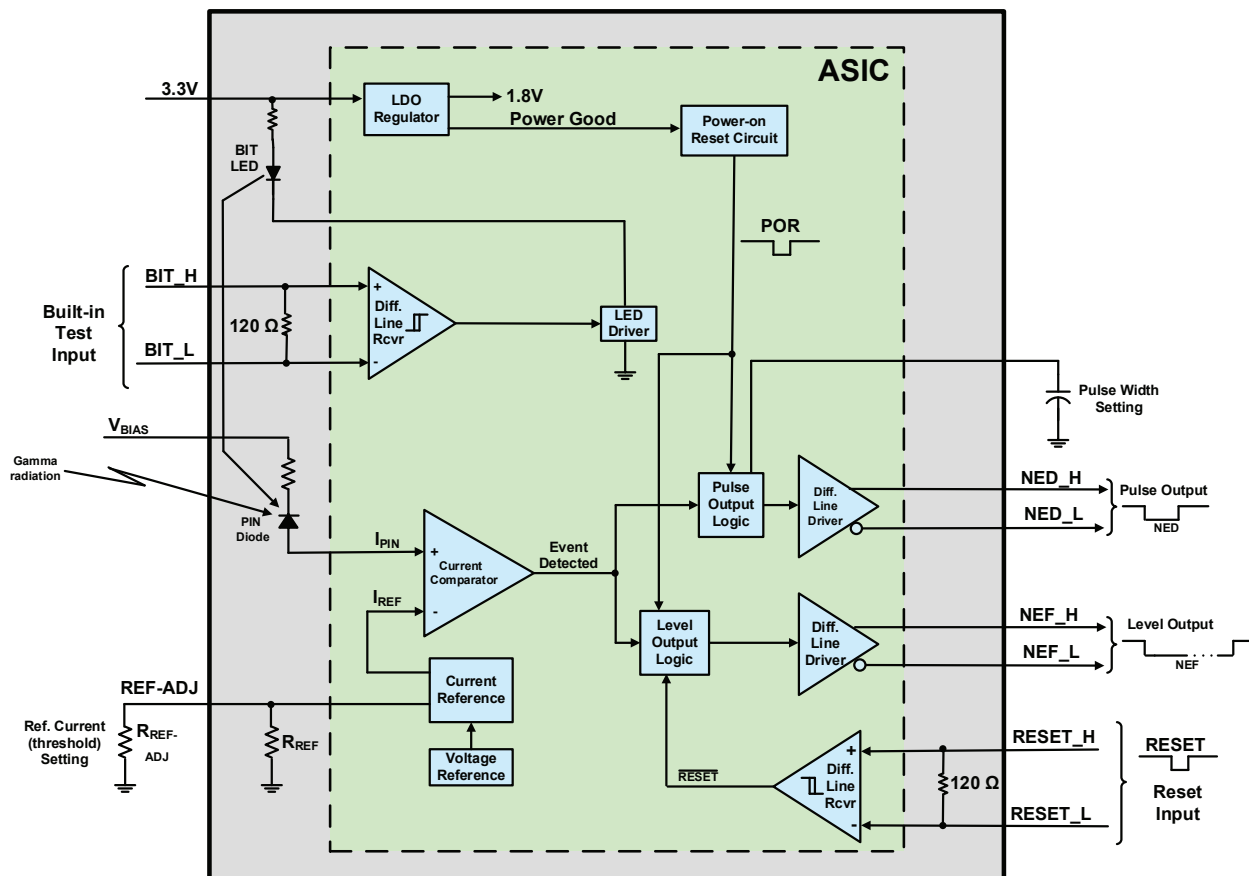 ASIC
3.3V
LDO
Regulator
1.8V
Power Good
Power-on
Reset Circuit
BIT
LED
POR
BIT_H
Built-in
Test
Input
120 Ω
BIT_L
+
-
Diff.
Line
Rcvr
LED
Driver
Pulse Width
Setting
VBIAS
Gamma
radiation
PIN
Diode
IPIN
IREF
+
-
Current
Comparator
Event
Detected
Pulse
Output
Logic
Diff.
Line
Driver
NED_H
NED_L
Pulse Output
NED
Level
Output
Logic
Diff.
Line
Driver
NEF_H
NEF_L
Level Output
NEF
REF-ADJ
Ref. Current
(threshold)
Setting
RREF-
ADJ
RREF
Current
Reference
Voltage
Reference
RESET
+
-
Diff.
Line
Rcvr
RESET_H
120 Ω
RESET_L
RESET
Reset
Input